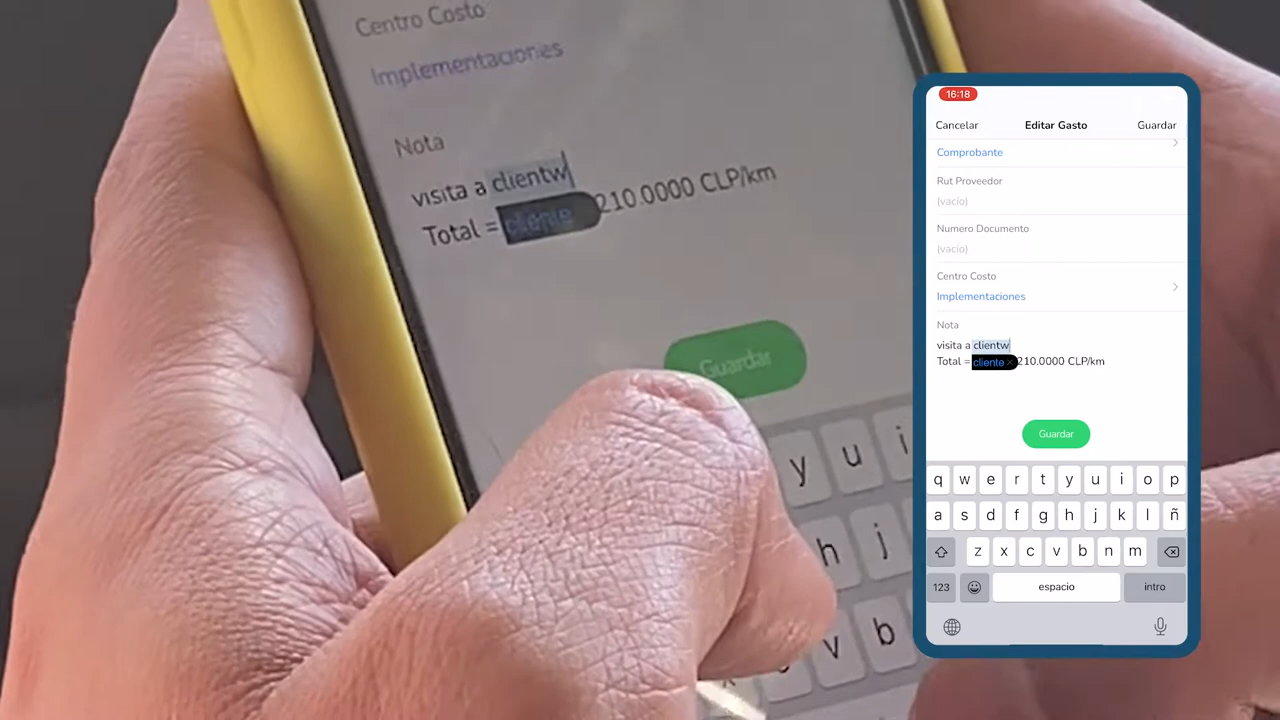 Centro Costo
Implementaciones
Nota
visita a clientw
Total = cliente 210.0000 CLP/km
Guardar
y u i
h j
v b
16:18
Cancelar Editar Gasto Guardar
Comprobante
Rut Proveedor
(vacío)
Numero Documento
(vacío)
Centro Costo
Implementaciones
Nota
visita a clientw
Total = cliente × 210.0000 CLP/km
Guardar
q w e r t y u i o p
a s d f g h j k l ñ
z x c v b n m
123 espacio intro